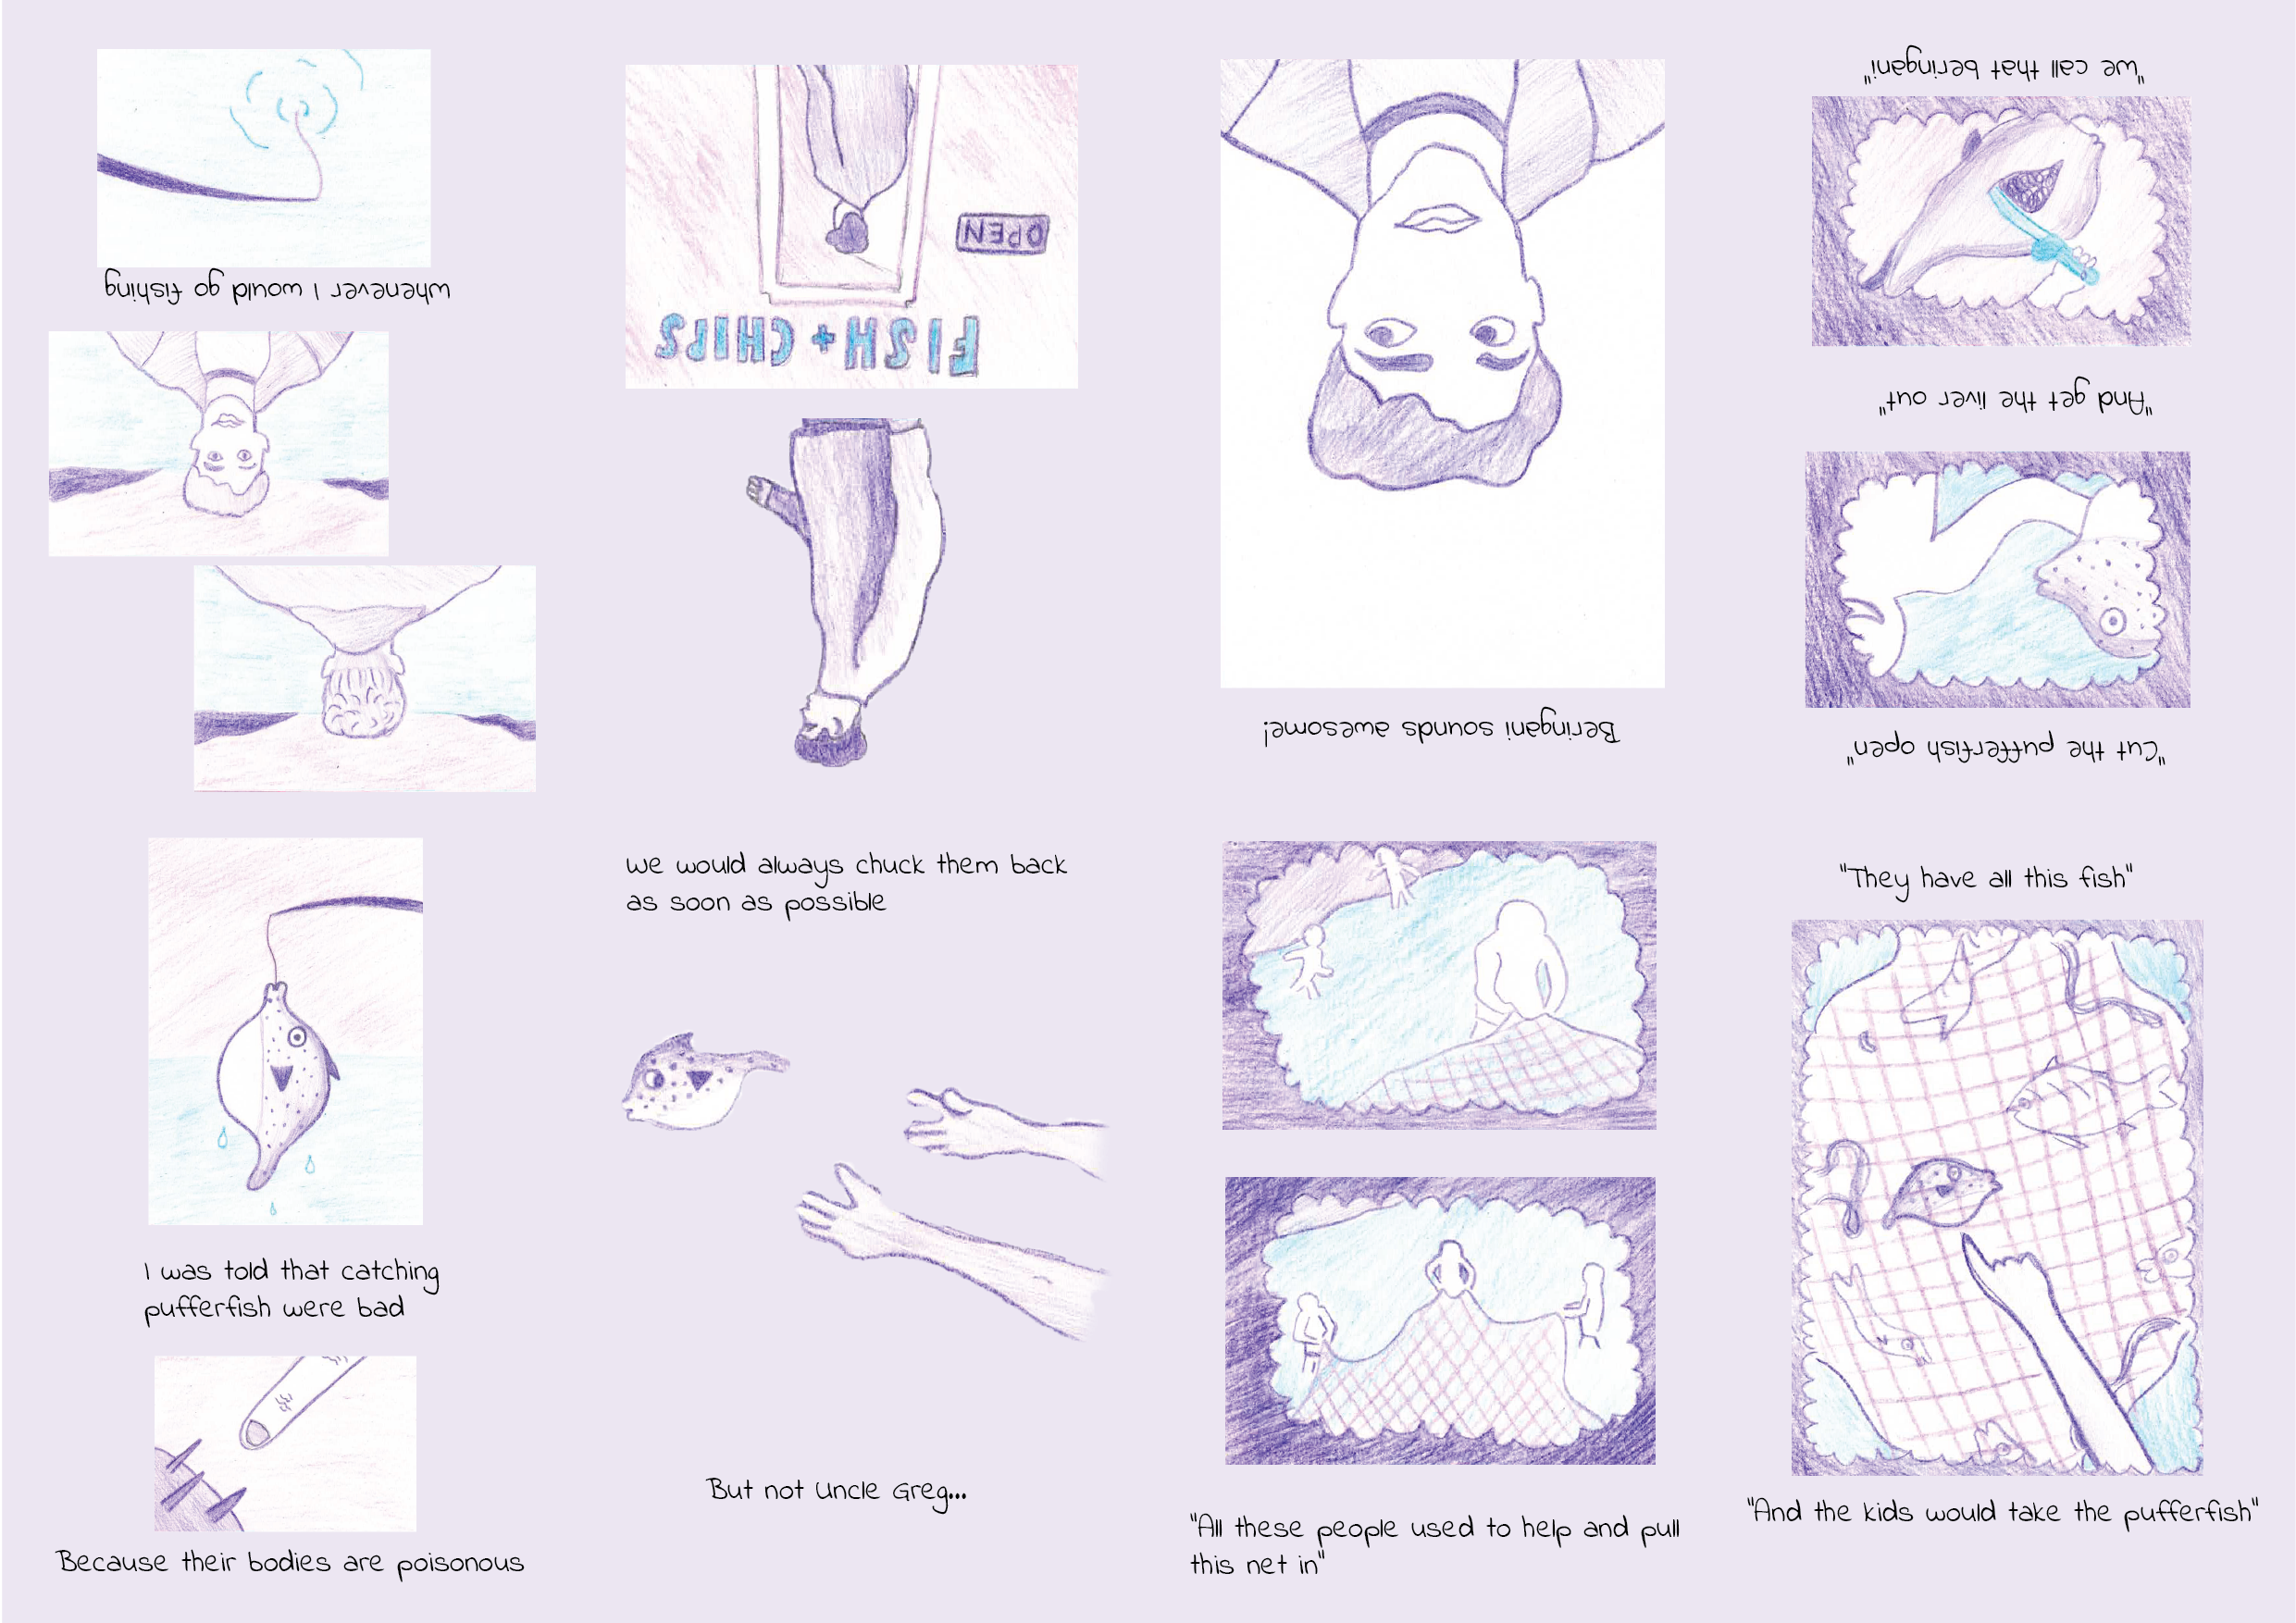 Whenever I would go fishing
I was told that catching
pufferfish were bad
Because their bodies are poisonous
We would always chuck them back
as soon as possible
But not Uncle Greg...
"All these people used to help and pull
this net in"
"They have all this fish"
"And the kids would take the pufferfish"
"Cut the pufferfish open"
"And get the liver out"
"We call that beringani"
Beringani sounds awesome!
FISH + CHIPS
OPEN